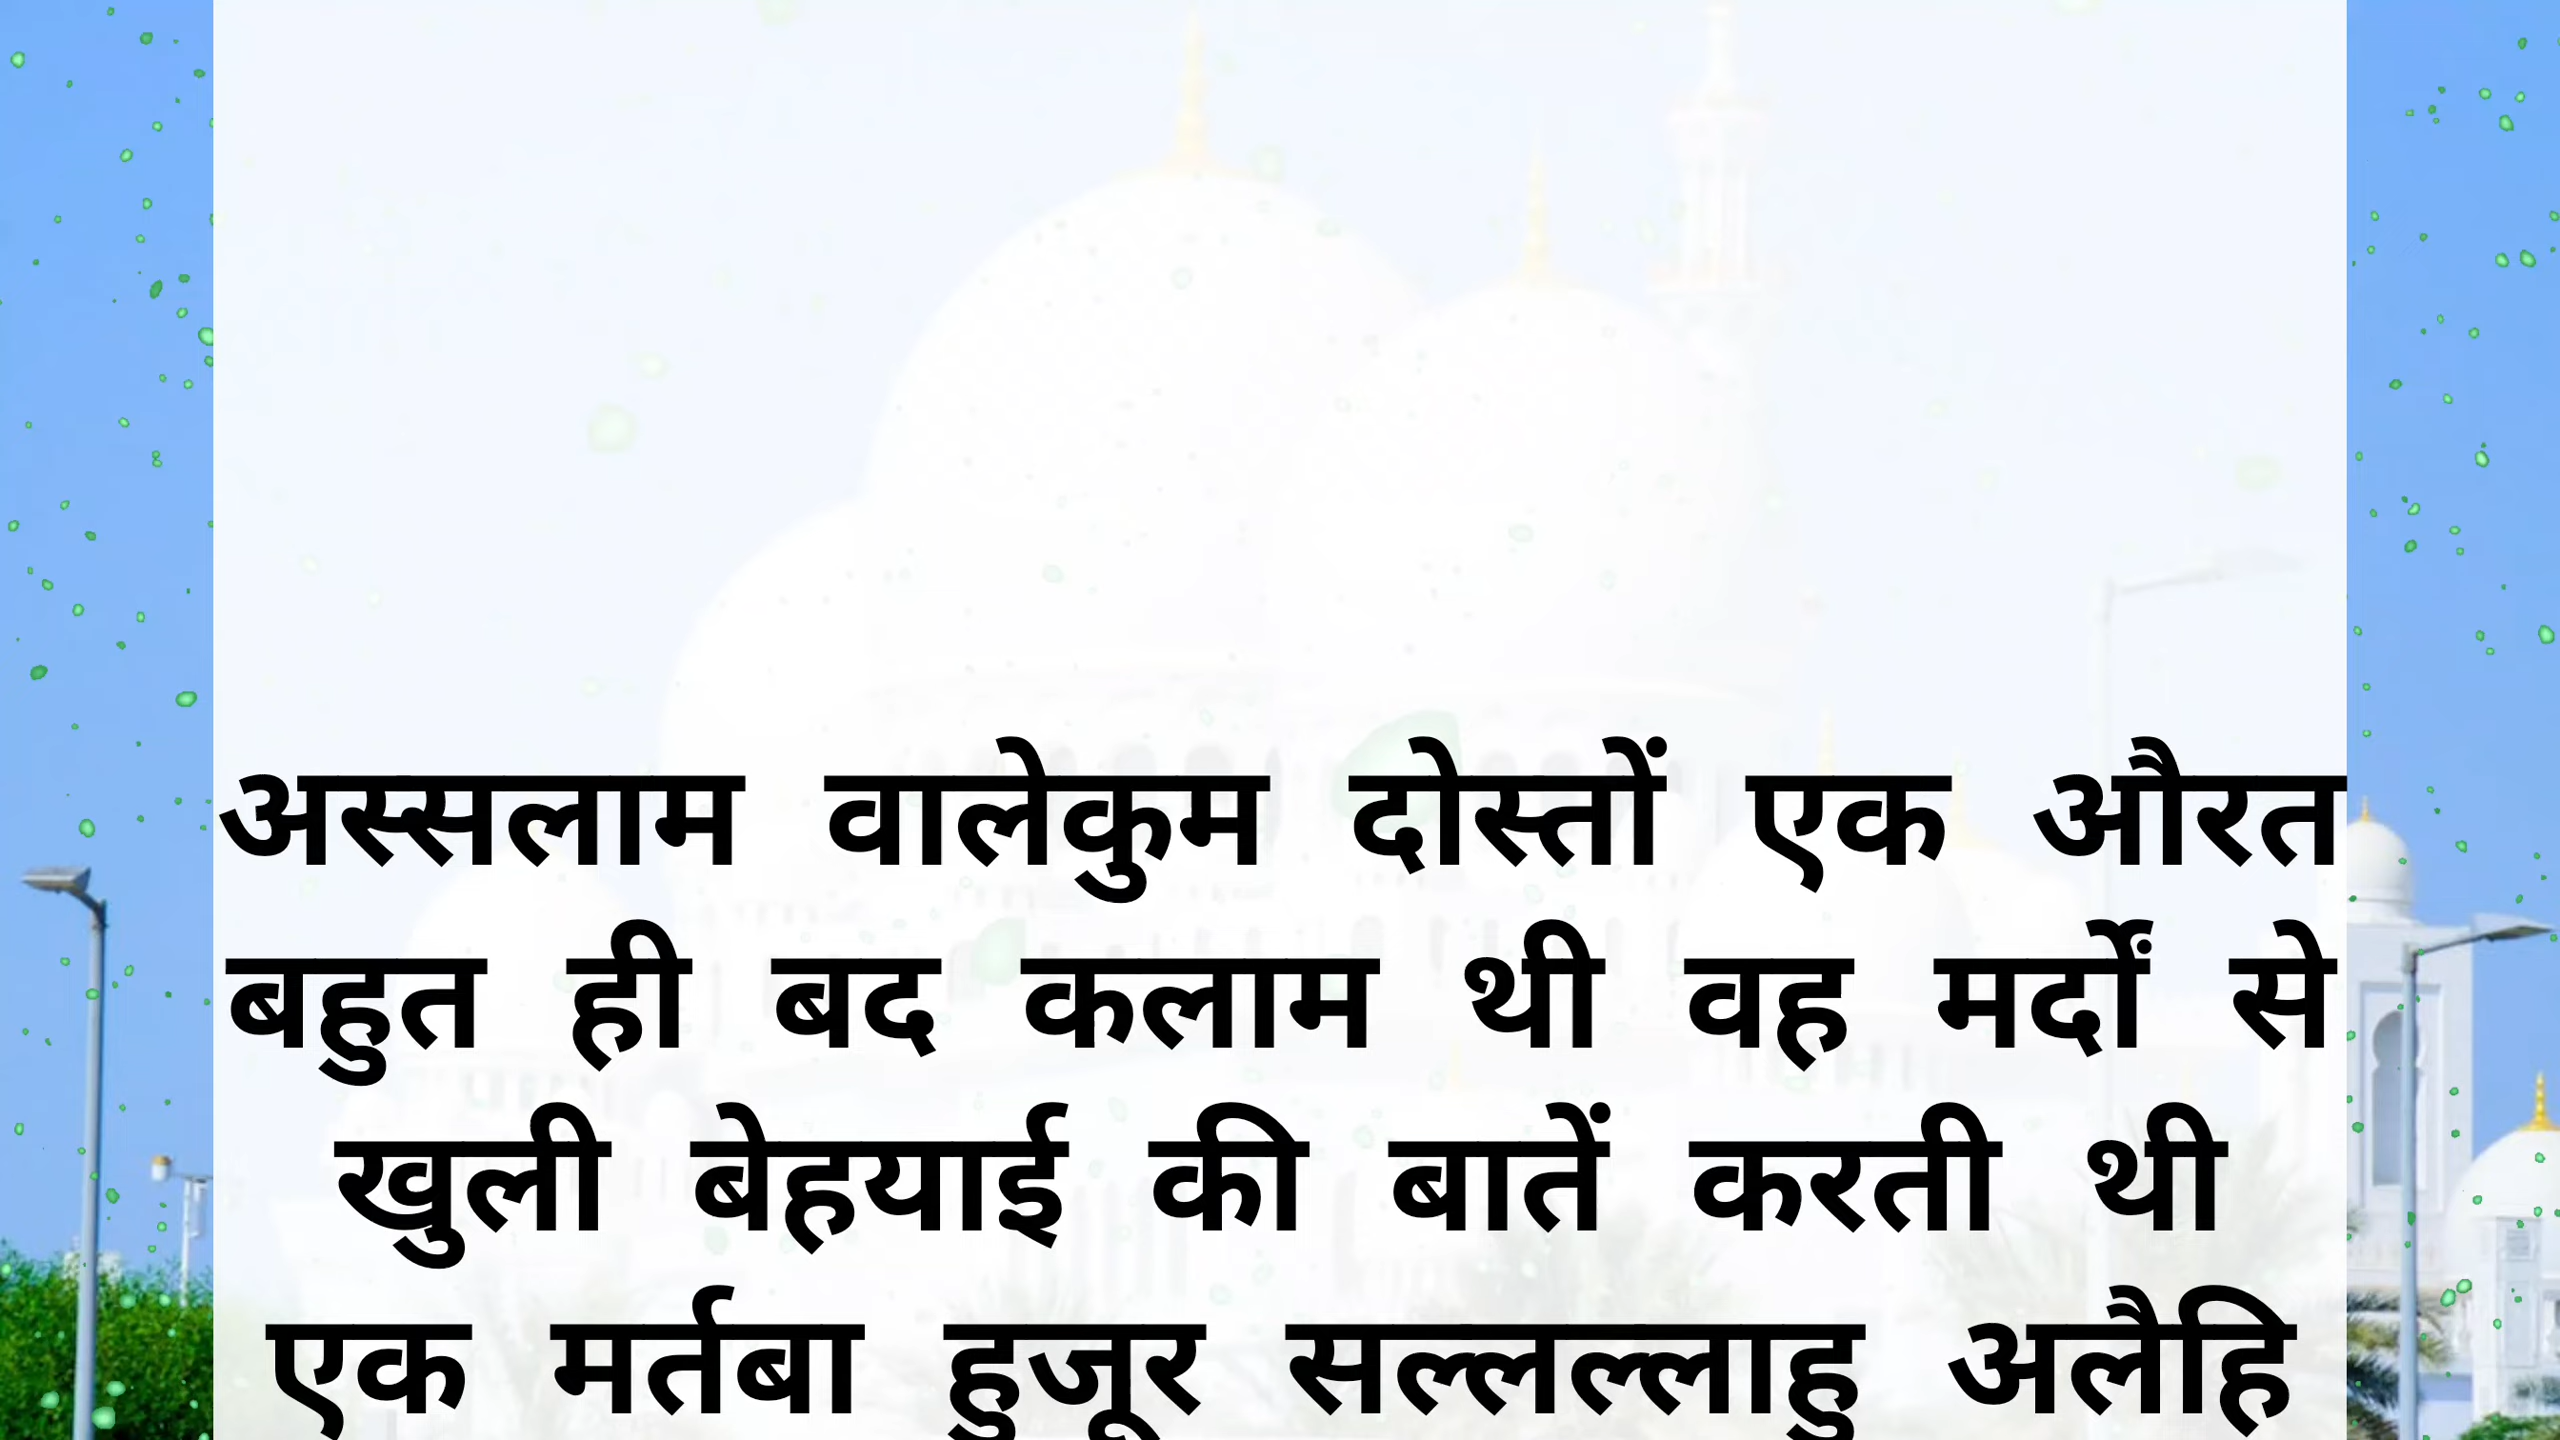 अस्सलाम वालेकुम दोस्तों एक औरत
बहुत ही बद कलाम थी वह मर्दों से
खुली बेहयाई की बातें करती थी
एक मर्तबा हुजूर सल्लल्लाहु अलैहि